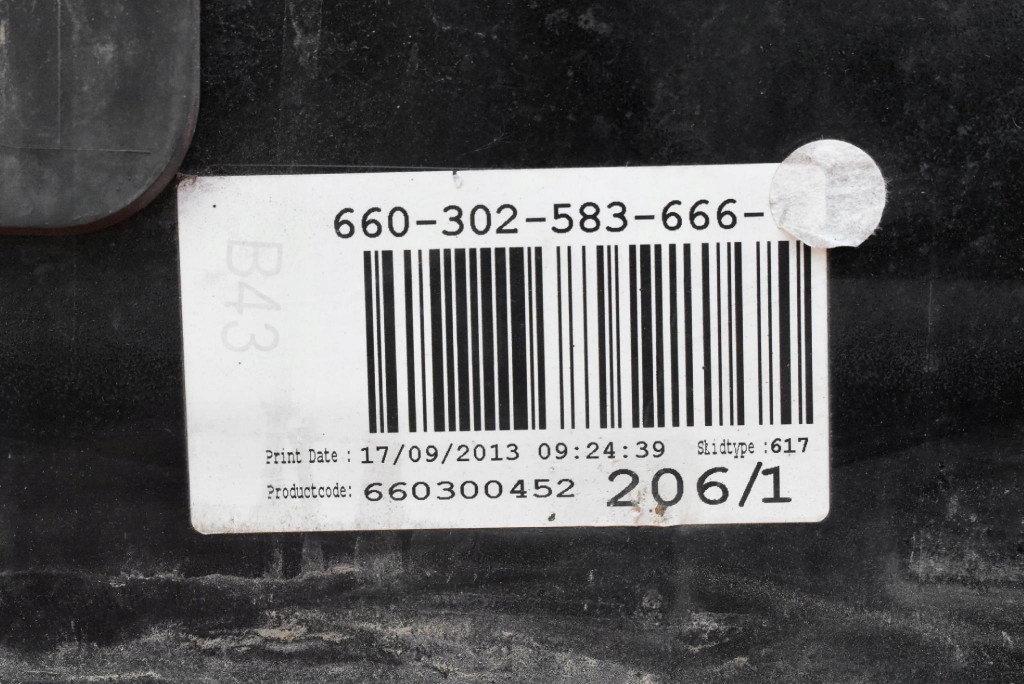 660-302-583-666-
B43
Print Date : 17/09/2013 09:24:39 Skidtype :617
Productcode: 660300452 206/1